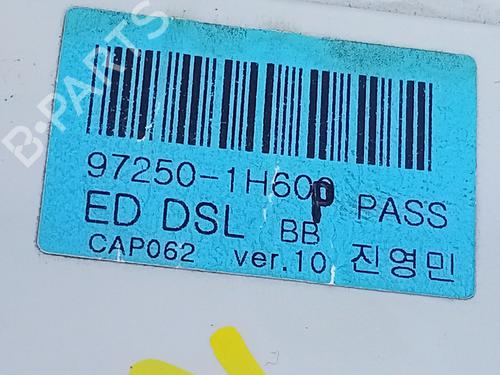 B-PARTS
97250-1H600 PASS
P
ED DSL BB
CAP062 ver.10 진영민